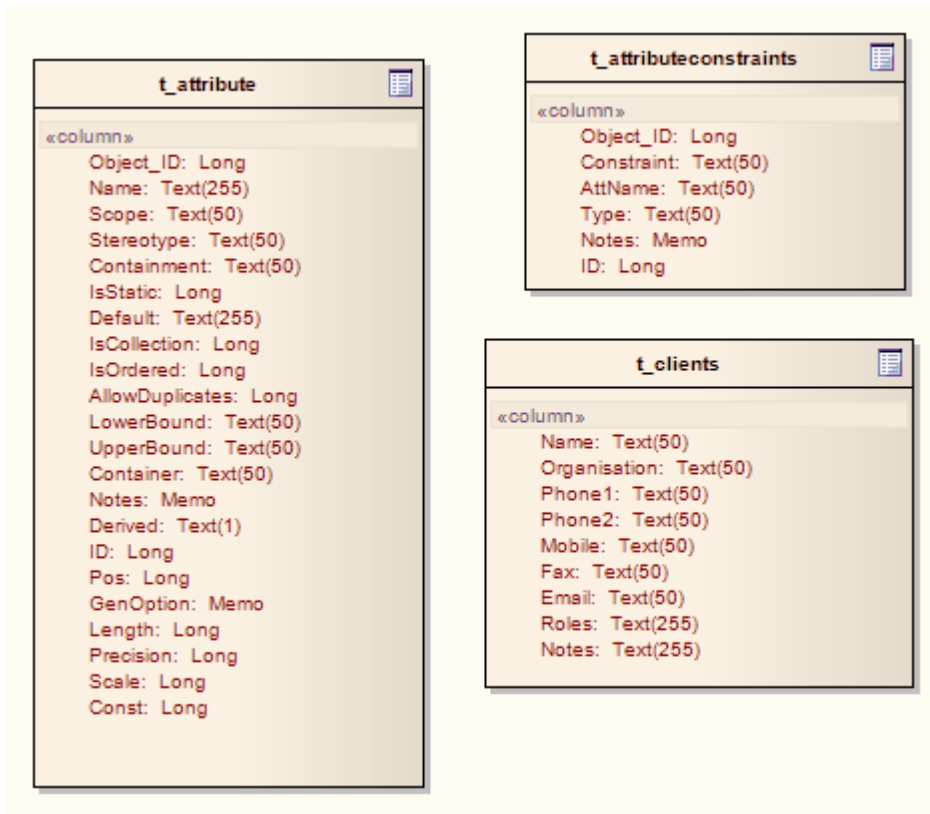 t_attribute
«column»
Object_ID: Long
Name: Text(255)
Scope: Text(50)
Stereotype: Text(50)
Containment: Text(50)
IsStatic: Long
Default: Text(255)
IsCollection: Long
IsOrdered: Long
AllowDuplicates: Long
LowerBound: Text(50)
UpperBound: Text(50)
Container: Text(50)
Notes: Memo
Derived: Text(1)
ID: Long
Pos: Long
GenOption: Memo
Length: Long
Precision: Long
Scale: Long
Const: Long
t_attributeconstraints
«column»
Object_ID: Long
Constraint: Text(50)
AttName: Text(50)
Type: Text(50)
Notes: Memo
ID: Long
t_clients
«column»
Name: Text(50)
Organisation: Text(50)
Phone1: Text(50)
Phone2: Text(50)
Mobile: Text(50)
Fax: Text(50)
Email: Text(50)
Roles: Text(255)
Notes: Text(255)